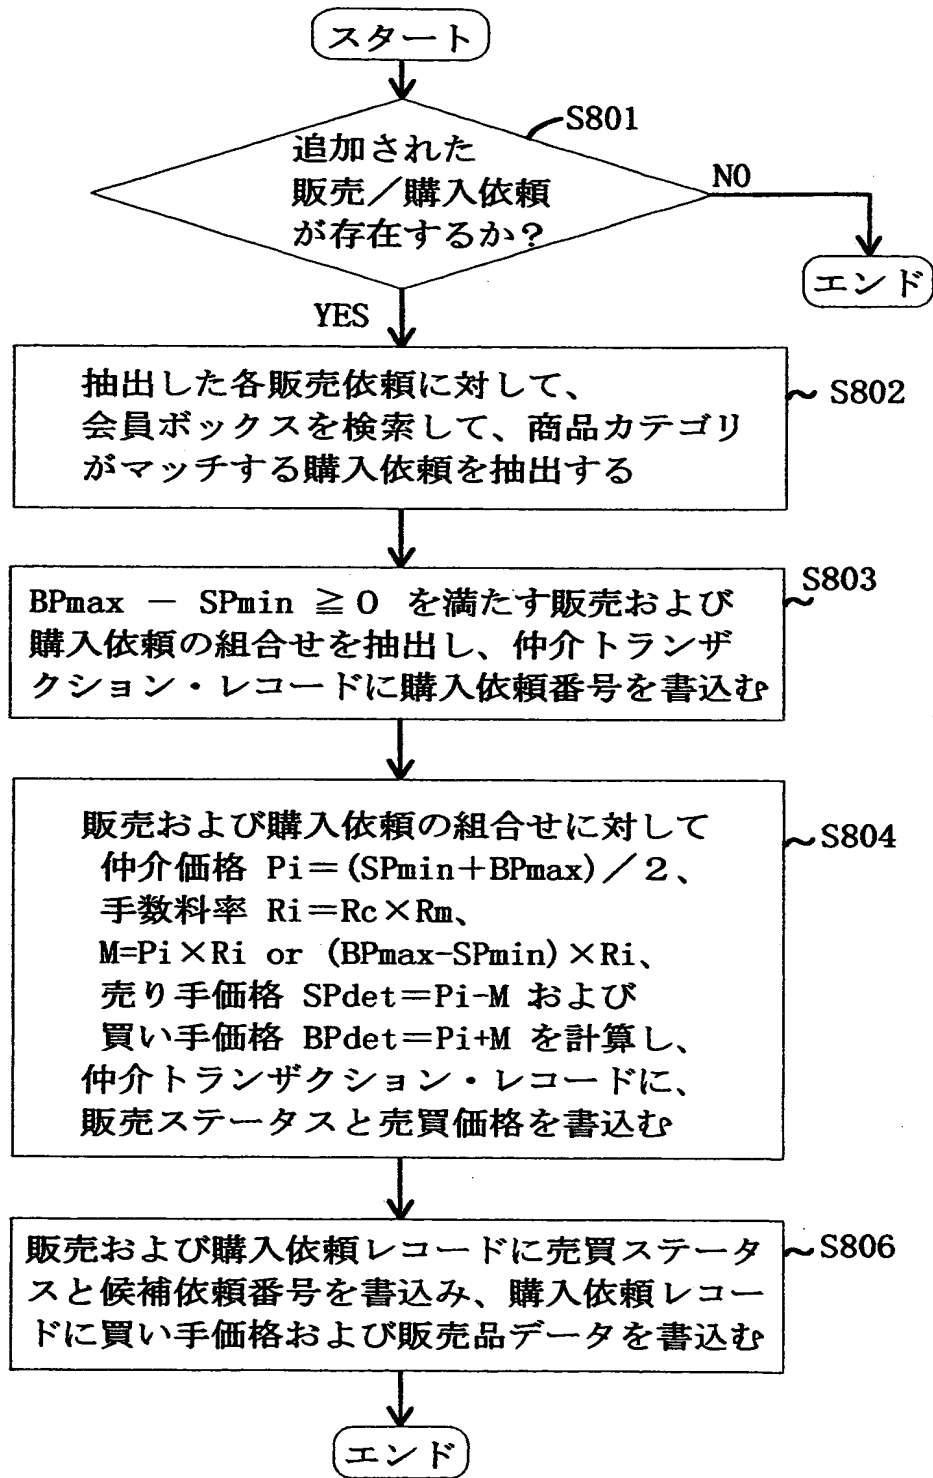 スタート
S801
追加された
販売／購入依頼
が存在するか？
NO
エンド
YES
抽出した各販売依頼に対して、
会員ボックスを検索して、商品カテゴリ
がマッチする購入依頼を抽出する
S802
BPmax － SPmin ≧０ を満たす販売および
購入依頼の組合せを抽出し、仲介トランザ
クション・レコードに購入依頼番号を書込む
S803
販売および購入依頼の組合せに対して
仲介価格 Pi＝(SPmin＋BPmax)／２、
手数料率 Ri＝Rc×Rm、
M=Pi×Ri or (BPmax-SPmin)×Ri、
売り手価格 SPdet＝Pi-M および
買い手価格 BPdet＝Pi+M を計算し、
仲介トランザクション・レコードに、
販売ステータスと売買価格を書込む
S804
販売および購入依頼レコードに売買ステータ
スと候補依頼番号を書込み、購入依頼レコー
ドに買い手価格および販売品データを書込む
S806
エンド